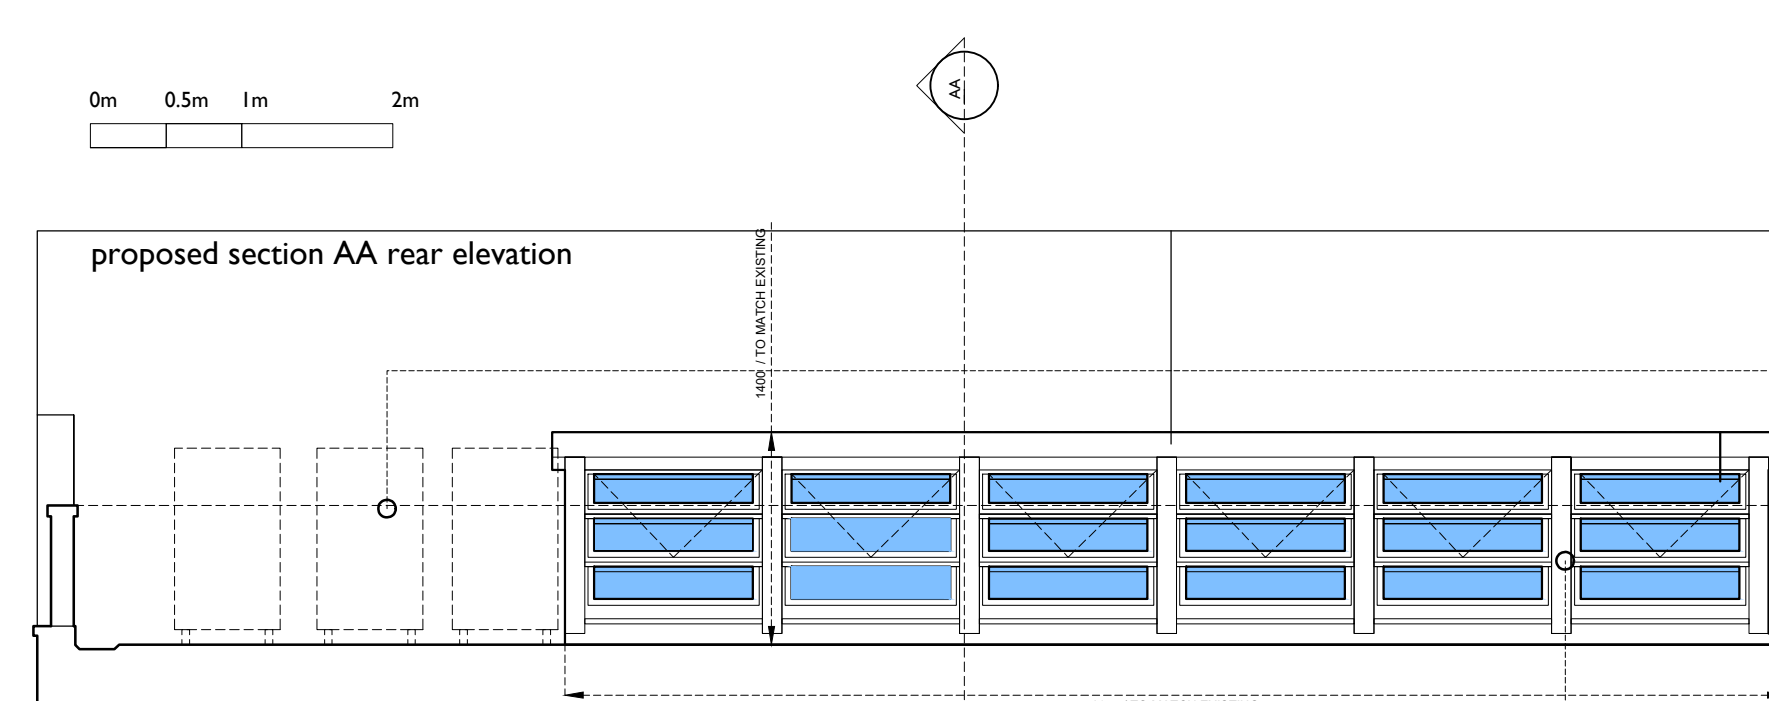 0m 0.5m 1m 2m
AA
proposed section AA rear elevation
1400 / TO MATCH EXISTING